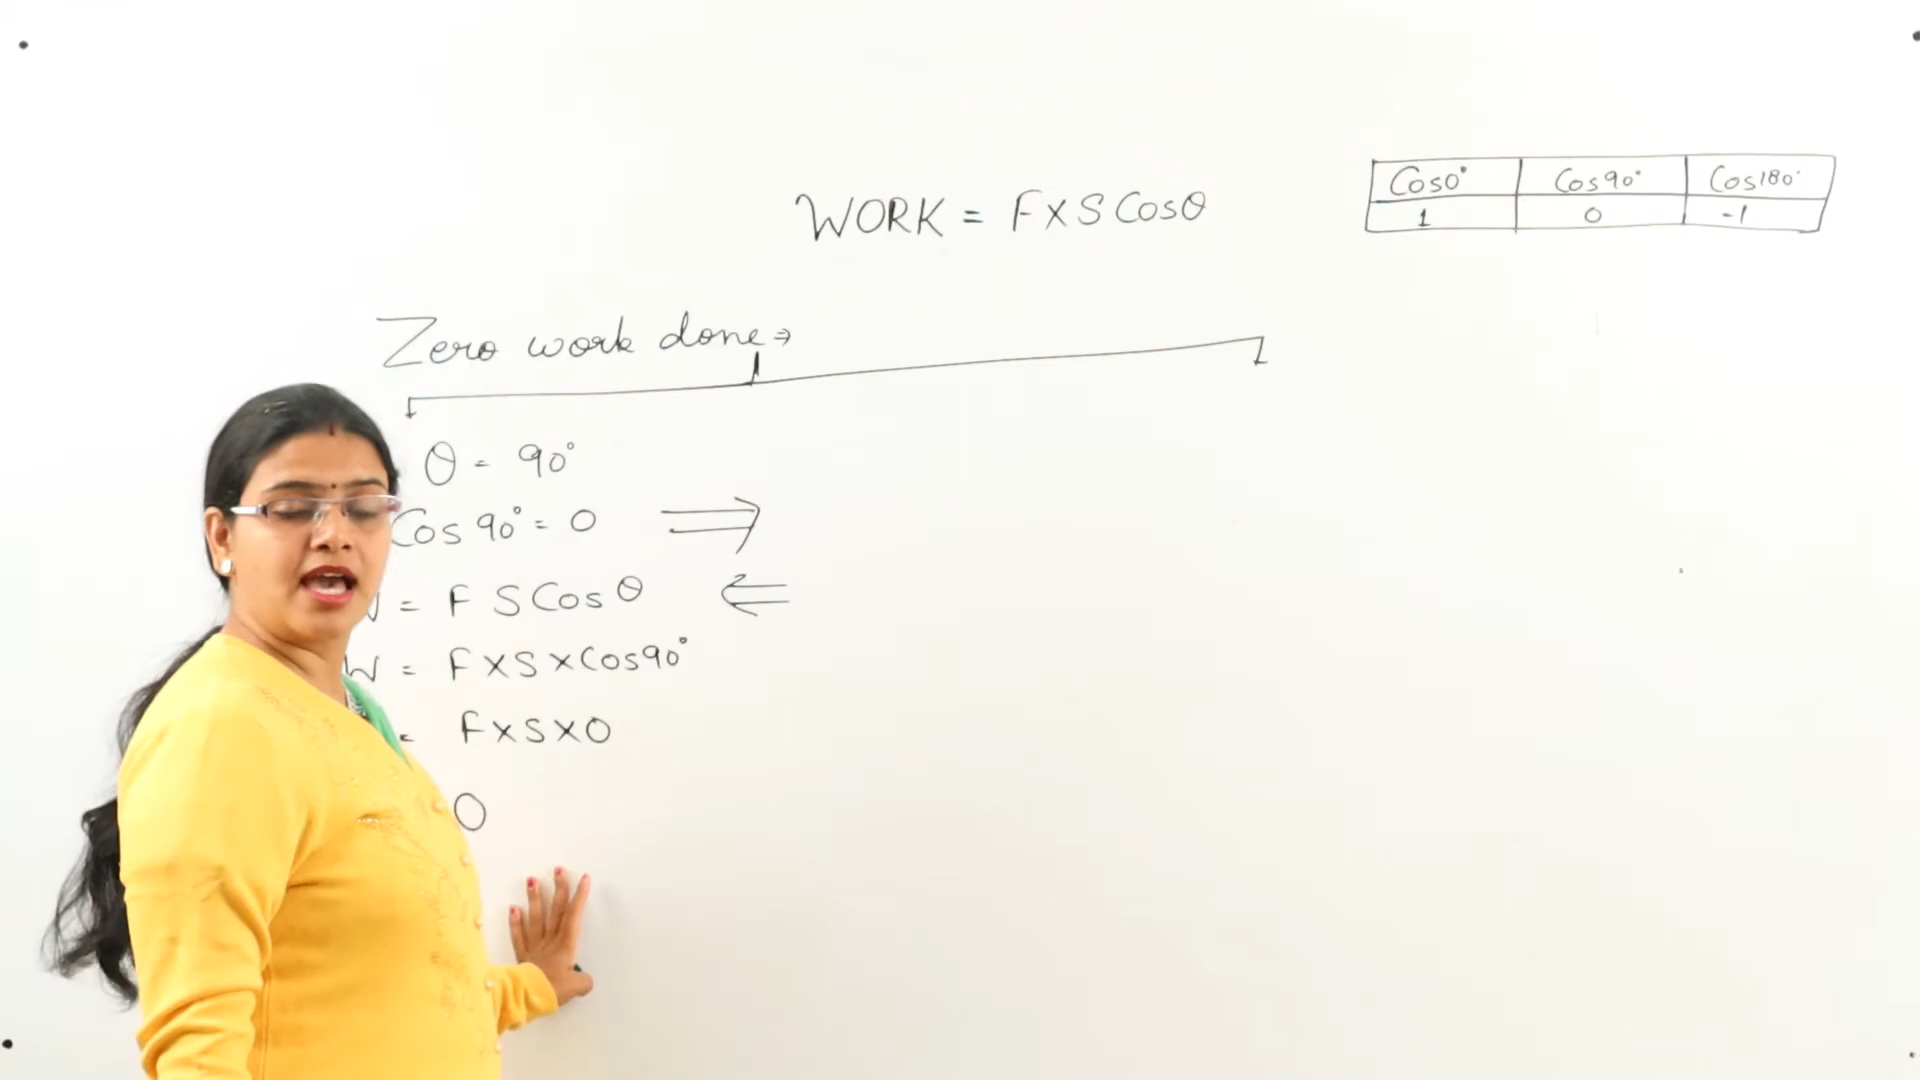 WORK = F×S Cosθ
Cos0° Cos90° Cos180°
1 0 -1
Zero work done ⇒
θ = 90°
Cos 90° = 0 ⇒
= F S Cos θ ⇐
W = F×S×Cos90°
= F×S×0
0